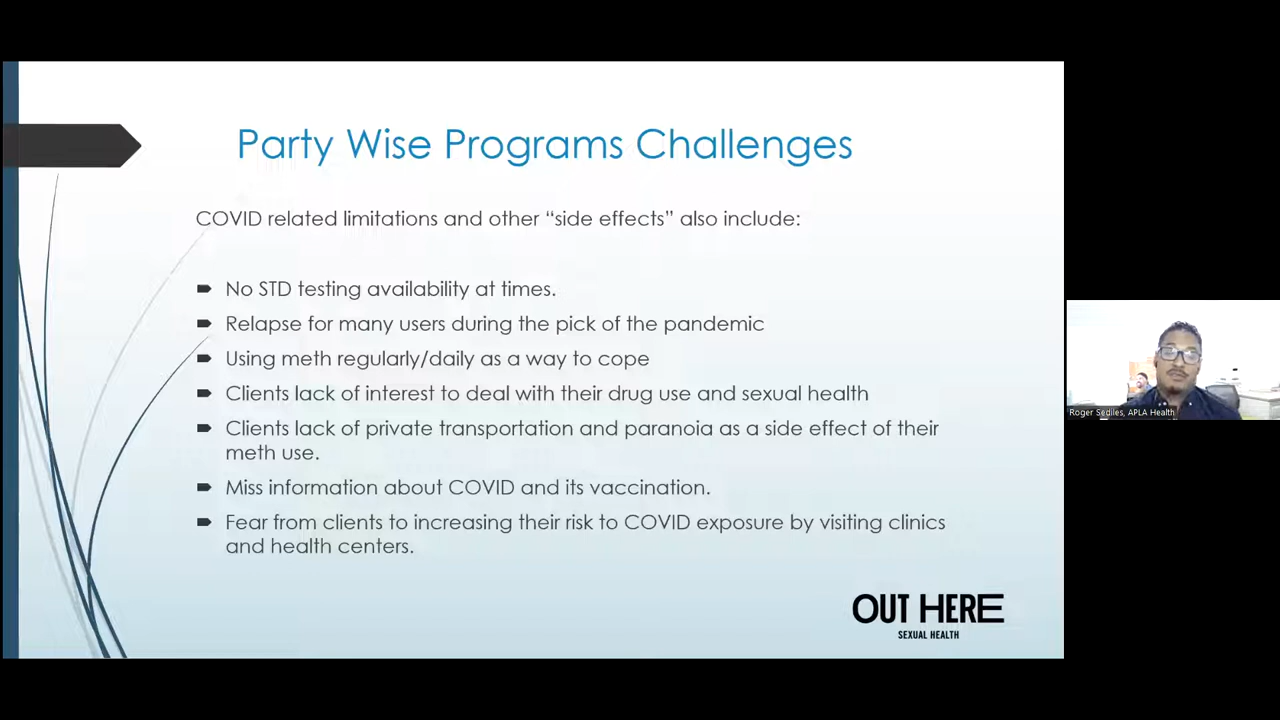 Party Wise Programs Challenges
COVID related limitations and other “side effects” also include:
No STD testing availability at times.
Relapse for many users during the pick of the pandemic
Using meth regularly/daily as a way to cope
Clients lack of interest to deal with their drug use and sexual health
Clients lack of private transportation and paranoia as a side effect of their
meth use.
Miss information about COVID and its vaccination.
Fear from clients to increasing their risk to COVID exposure by visiting clinics
and health centers.
OUT HERE
SEXUAL HEALTH
Roger Sediles, APLA Health